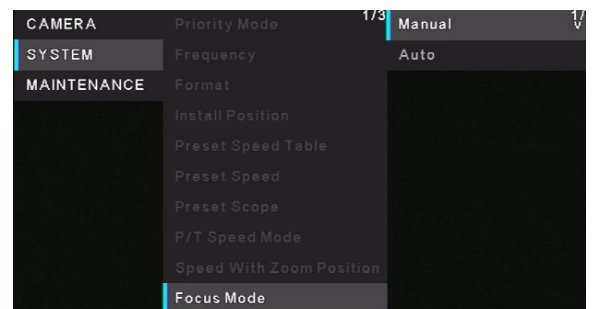 CAMERA
SYSTEM
MAINTENANCE
1/3
Priority Mode
Frequency
Format
Install Position
Preset Speed Table
Preset Speed
Preset Scope
P/T Speed Mode
Speed With Zoom Position
Focus Mode
Manual
Auto